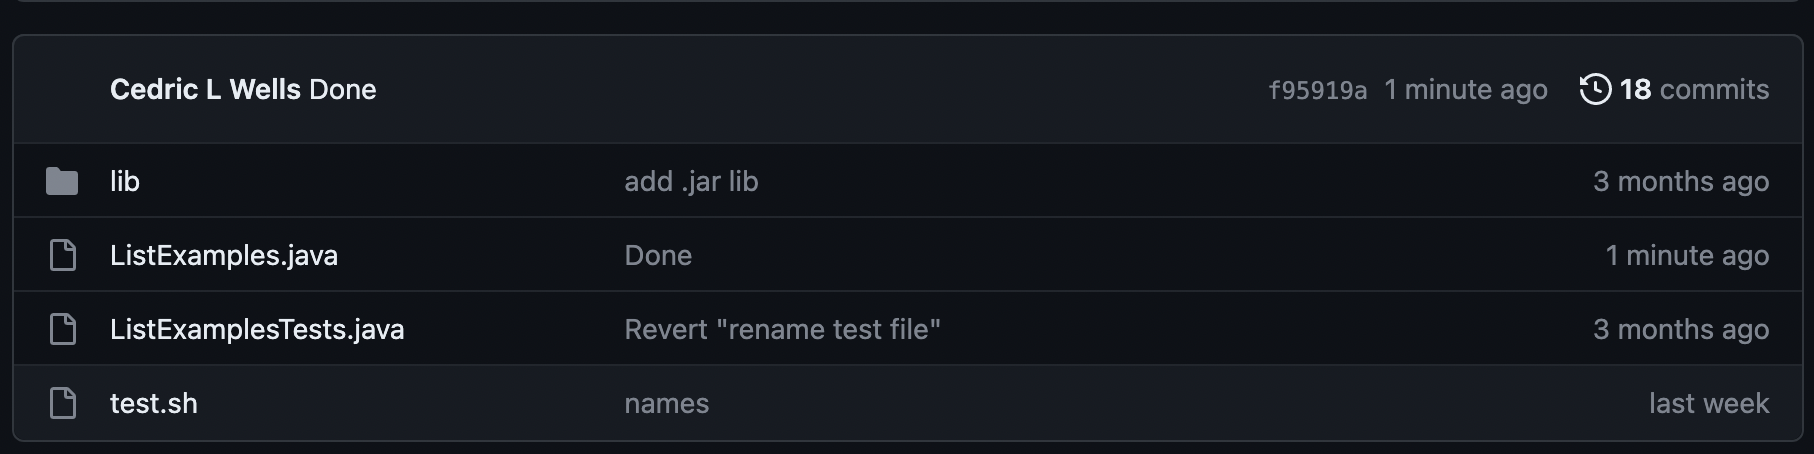 Cedric L Wells Done f95919a 1 minute ago 18 commits
lib add .jar lib 3 months ago
ListExamples.java Done 1 minute ago
ListExamplesTests.java Revert "rename test file" 3 months ago
test.sh names last week